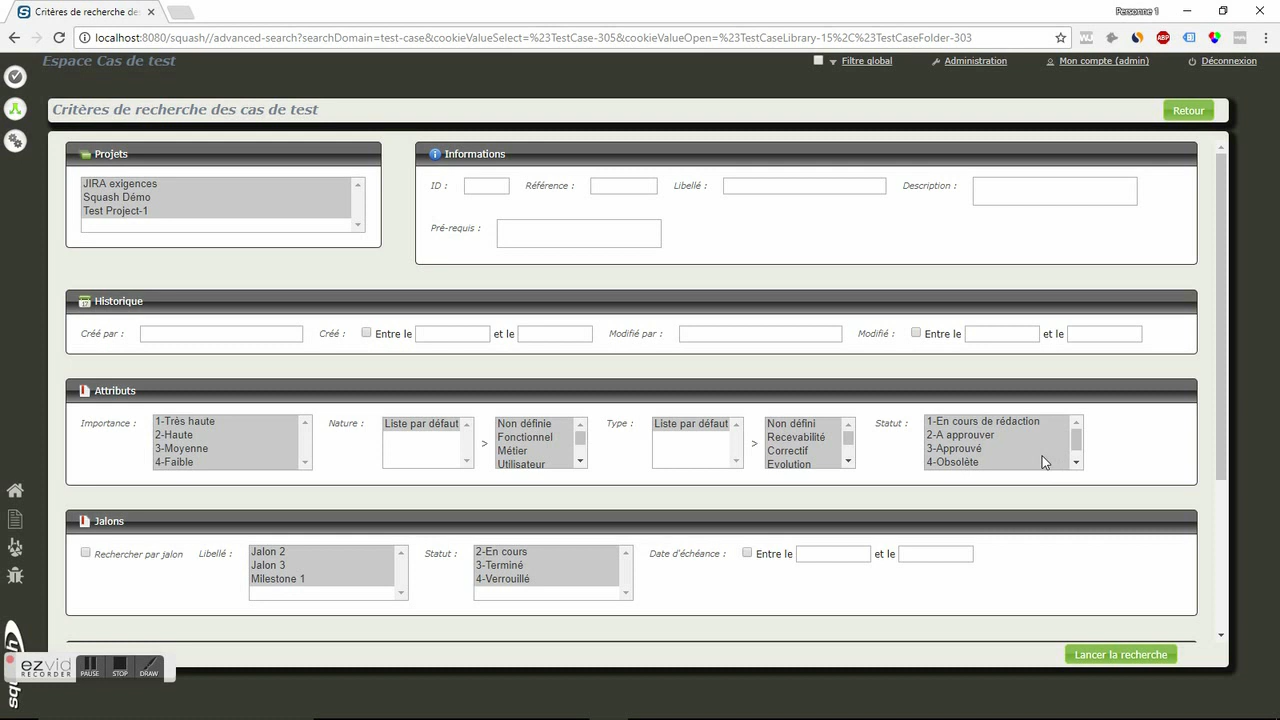 Critères de recherche des c
Personne 1
localhost:8080/squash//advanced-search?searchDomain=test-case&cookieValueSelect=%23TestCase-305&cookieValueOpen=%23TestCaseLibrary-15%2C%23TestCaseFolder-303
ABP
Espace Cas de test
Filtre global
Administration
Mon compte (admin)
Déconnexion
Critères de recherche des cas de test
Retour
Projets
JIRA exigences
Squash Démo
Test Project-1
Informations
ID : Référence : Libellé : Description :
Pré-requis :
Historique
Créé par : Créé : Entre le et le Modifié par : Modifié : Entre le et le
Attributs
Importance :
1-Très haute
2-Haute
3-Moyenne
4-Faible
Nature :
Liste par défaut
>
Non définie
Fonctionnel
Métier
Utilisateur
Type :
Liste par défaut
>
Non défini
Recevabilité
Correctif
Evolution
Statut :
1-En cours de rédaction
2-A approuver
3-Approuvé
4-Obsolète
Jalons
Rechercher par jalon
Libellé :
Jalon 2
Jalon 3
Milestone 1
Statut :
2-En cours
3-Terminé
4-Verrouillé
Date d'échéance : Entre le et le
Lancer la recherche
squ
h
ezvid
RECORDER
PAUSE
STOP
DRAW